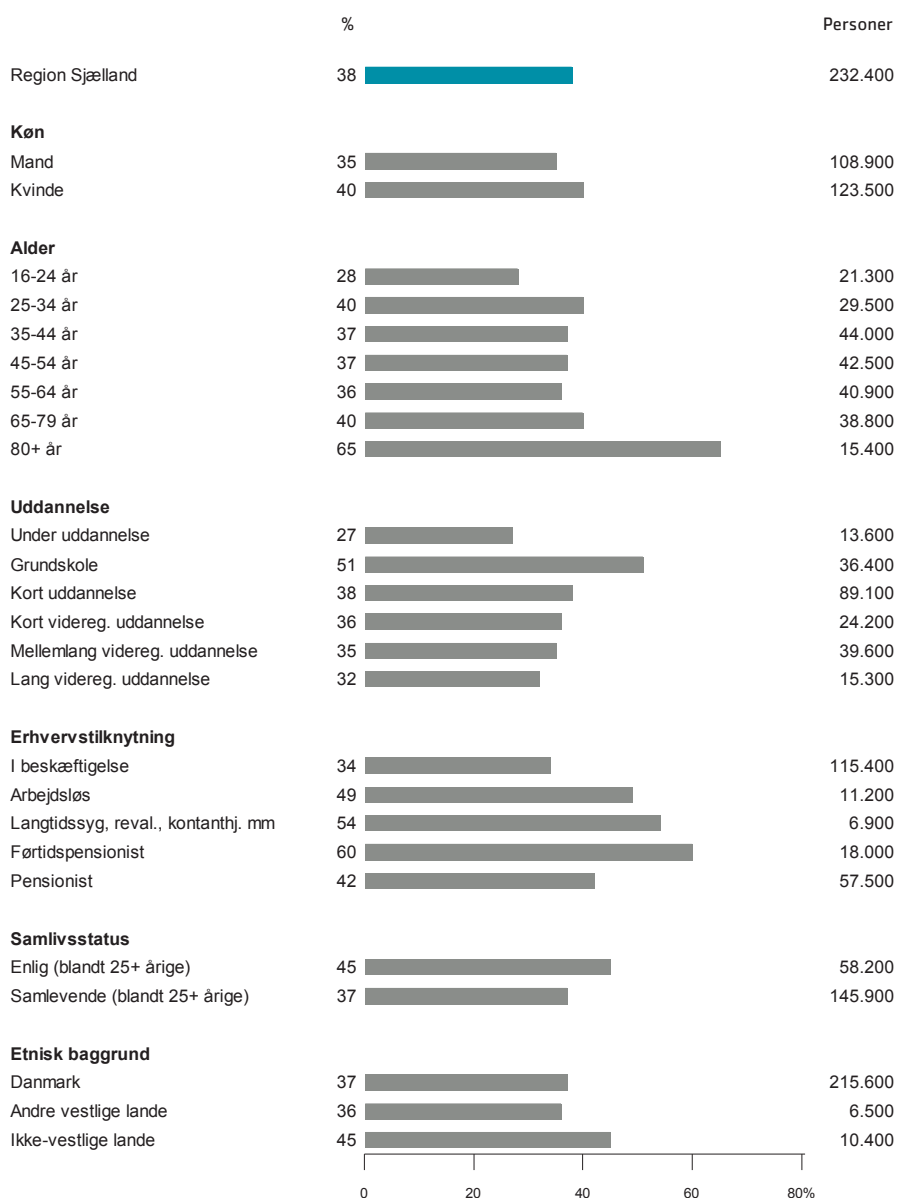 % Personer
Region Sjælland 38 232.400
Køn
Mand 35 108.900
Kvinde 40 123.500
Alder
16-24 år 28 21.300
25-34 år 40 29.500
35-44 år 37 44.000
45-54 år 37 42.500
55-64 år 36 40.900
65-79 år 40 38.800
80+ år 65 15.400
Uddannelse
Under uddannelse 27 13.600
Grundskole 51 36.400
Kort uddannelse 38 89.100
Kort videreg. uddannelse 36 24.200
Mellemlang videreg. uddannelse 35 39.600
Lang videreg. uddannelse 32 15.300
Erhvervstilknytning
I beskæftigelse 34 115.400
Arbejdsløs 49 11.200
Langtidssyg, reval., kontanthj. mm 54 6.900
Førtidspensionist 60 18.000
Pensionist 42 57.500
Samlivsstatus
Enlig (blandt 25+ årige) 45 58.200
Samlevende (blandt 25+ årige) 37 145.900
Etnisk baggrund
Danmark 37 215.600
Andre vestlige lande 36 6.500
Ikke-vestlige lande 45 10.400
0 20 40 60 80%